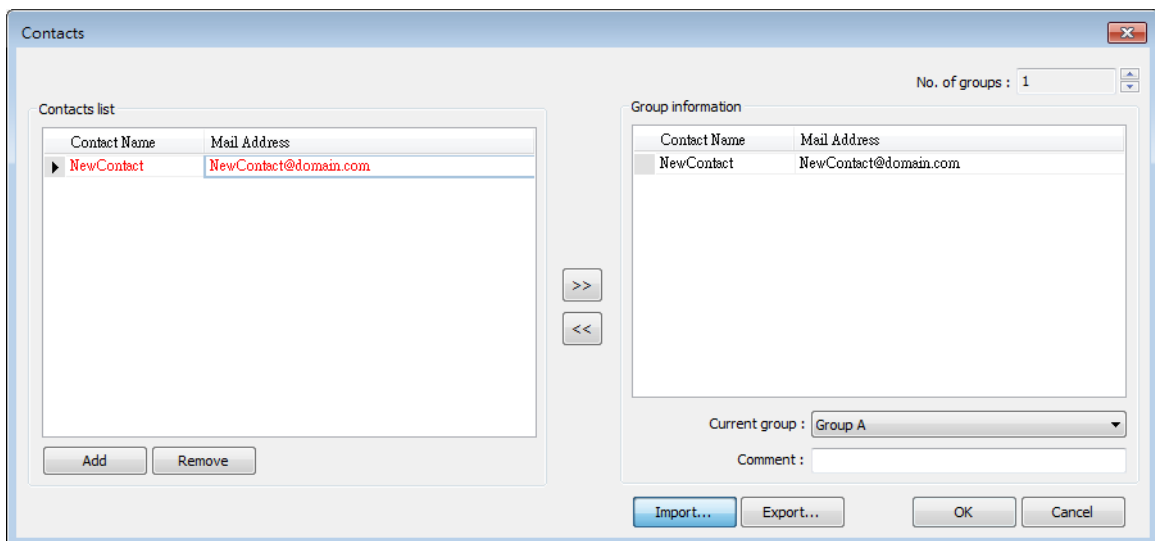 Contacts
No. of groups : 1
Contacts list
Contact Name Mail Address
NewContact NewContact@domain.com
Add Remove
>>
<<
Group information
Contact Name Mail Address
NewContact NewContact@domain.com
Current group : Group A
Comment :
Import... Export... OK Cancel